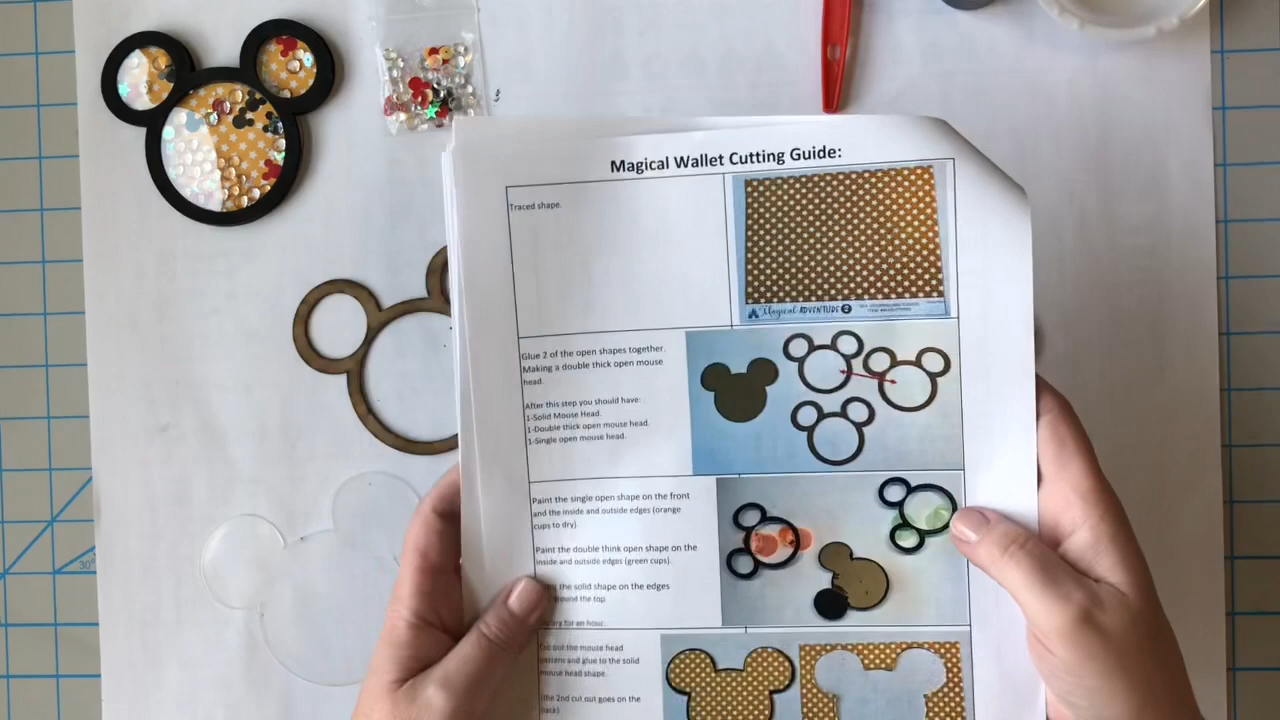 Magical Wallet Cutting Guide:
Traced shape.
Magical ADVENTURE 2
Glue 2 of the open shapes together.
Making a double thick open mouse
head.
After this step you should have:
1-Solid Mouse Head.
1-Double thick open mouse head.
1-Single open mouse head.
Paint the single open shape on the front
and the inside and outside edges (orange
cups to dry)
Paint the double think open shape on the
inside and outside edges (green cups).
the solid shape on the edges
around the top.
dry for an hour.
out the mouse head
pattern and glue to the solid
mouse head shape.
(the 2nd cut out goes on the
back)
30°